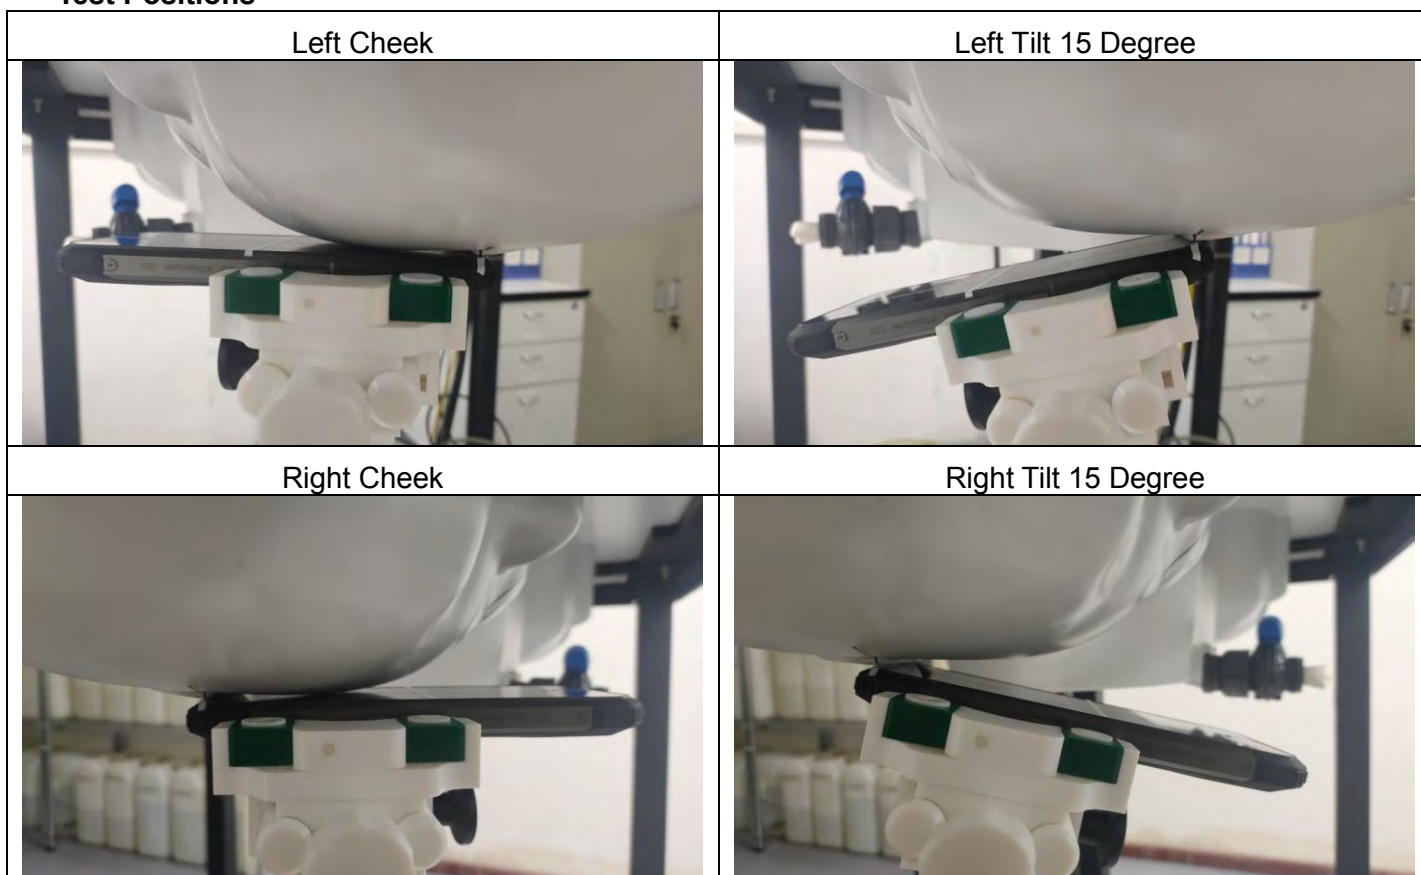 Test Positions
Left Cheek
Left Tilt 15 Degree
Right Cheek
Right Tilt 15 Degree